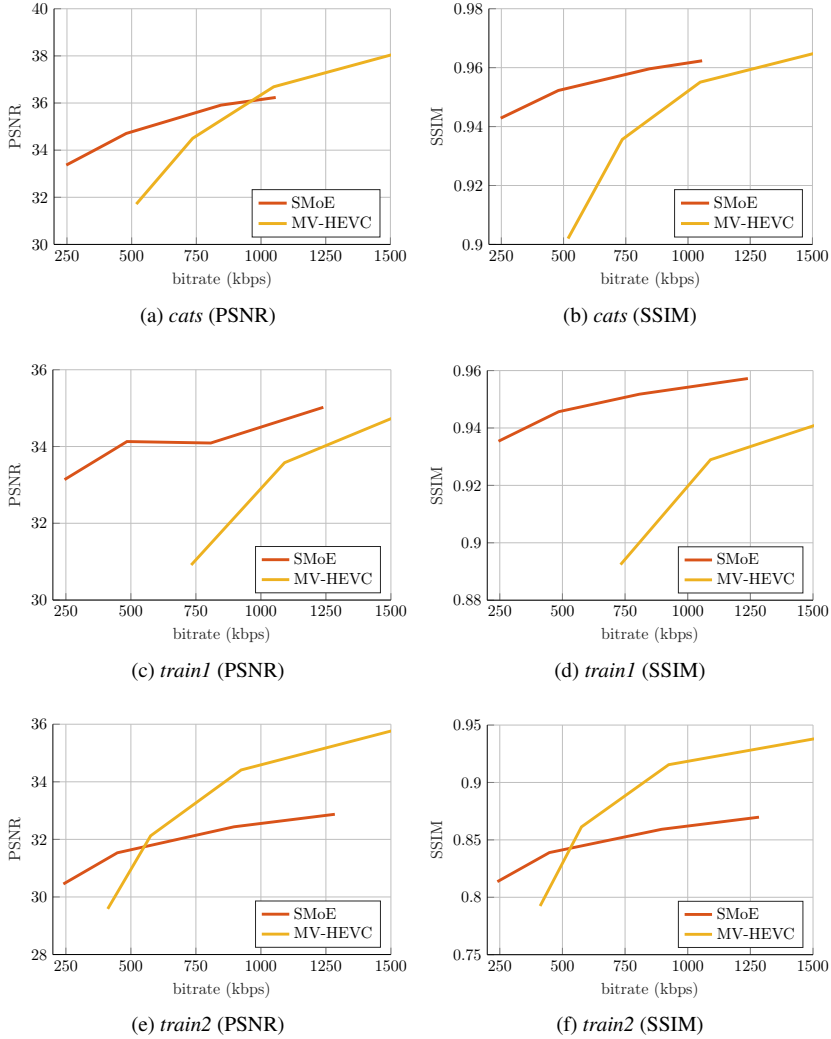 40
38
36
34
32
30
PSNR
250 500 750 1000 1250 1500
bitrate (kbps)
SMoE
MV-HEVC
(a) cats (PSNR)
0.98
0.96
0.94
0.92
0.9
SSIM
250 500 750 1000 1250 1500
bitrate (kbps)
SMoE
MV-HEVC
(b) cats (SSIM)
36
34
32
30
PSNR
250 500 750 1000 1250 1500
bitrate (kbps)
SMoE
MV-HEVC
(c) train1 (PSNR)
0.96
0.94
0.92
0.9
0.88
SSIM
250 500 750 1000 1250 1500
bitrate (kbps)
SMoE
MV-HEVC
(d) train1 (SSIM)
36
34
32
30
28
PSNR
250 500 750 1000 1250 1500
bitrate (kbps)
SMoE
MV-HEVC
(e) train2 (PSNR)
0.95
0.9
0.85
0.8
0.75
SSIM
250 500 750 1000 1250 1500
bitrate (kbps)
SMoE
MV-HEVC
(f) train2 (SSIM)